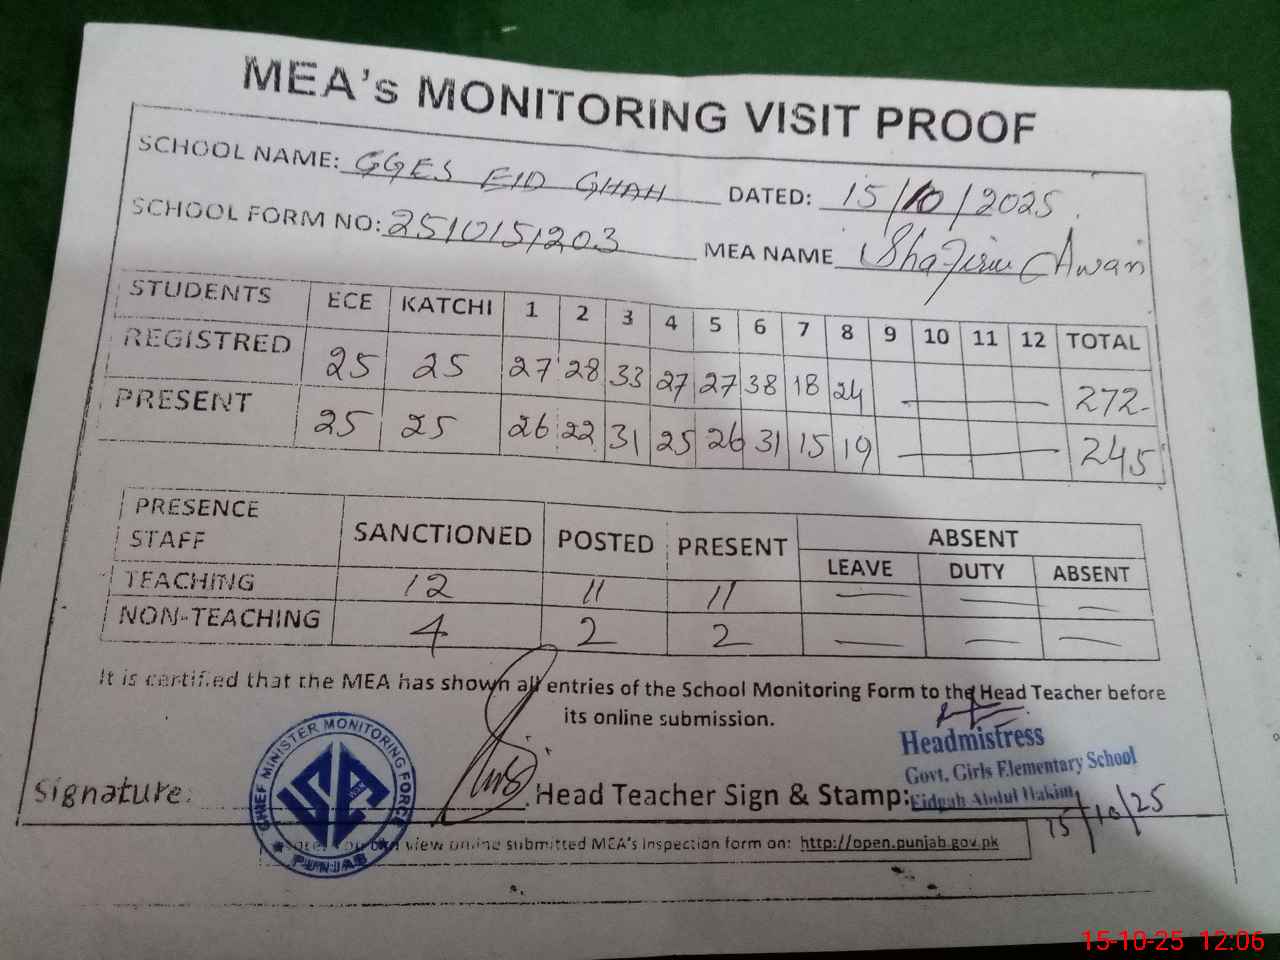 MEA's MONITORING VISIT PROOF
SCHOOL NAME: GGES EID GHAH DATED: 15/10/2025
SCHOOL FORM NO: 2510151203 MEA NAME Awan
STUDENTS ECE KATCHI 1 2 3 4 5 6 7 8 9 10 11 12 TOTAL
REGISTRED 25 25 27 28 33 27 27 38 18 24 272
PRESENT 25 25 26 22 31 25 26 31 15 19 245
PRESENCE STAFF SANCTIONED POSTED PRESENT ABSENT
LEAVE DUTY ABSENT
TEACHING 12 11 11 — — —
NON-TEACHING 4 2 2 — — —
It is certified that the MEA has shown all entries of the School Monitoring Form to the Head Teacher before
its online submission.
Headmistress
Govt. Girls Elementary School
Eidgah Abdul Hakim
CHIEF MINISTER MONITORING FORCE
PUNJAB
Signature: Head Teacher Sign & Stamp:
15/10/25
you can view online submitted MEA's inspection form on: http://open.punjab.gov.pk
15-10-25 12:06